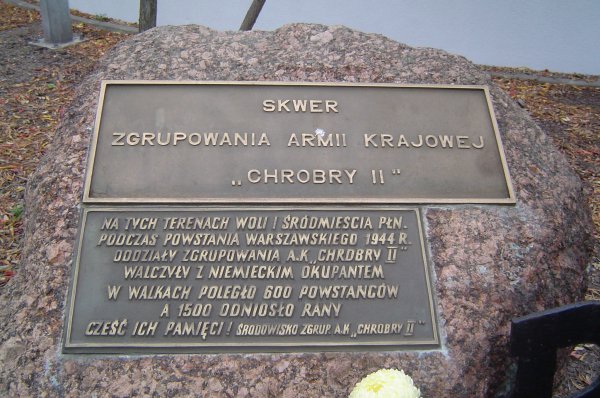 SKWER
ZGRUPOWANIA ARMII KRAJOWEJ
„CHROBRY II"
NA TYCH TERENACH WOLI I ŚRÓDMIEŚCIA PŁN.
PODCZAS POWSTANIA WARSZAWSKIEGO 1944 R.
ODDZIAŁY ZGRUPOWANIA A.K „CHROBRY II"
WALCZYŁY Z NIEMIECKIM OKUPANTEM
W WALKACH POLEGŁO 600 POWSTAŃCÓW
A 1500 ODNIOSŁO RANY
CZEŚĆ ICH PAMIĘCI! ŚRODOWISKO ZGRUP. A.K „CHROBRY II"